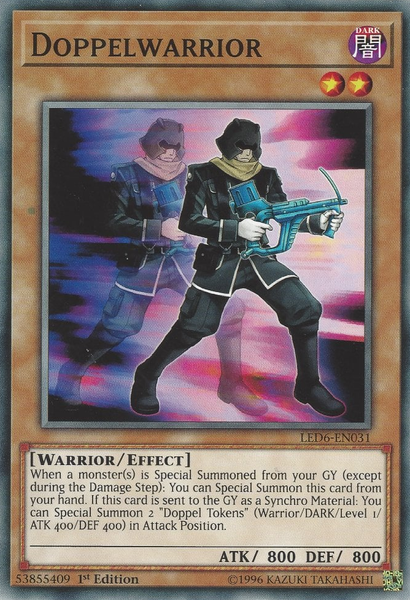 Doppelwarrior
DARK
闇
LED6-EN031
[Warrior/Effect]
When a monster(s) is Special Summoned from your GY (except
during the Damage Step): You can Special Summon this card from
your hand. If this card is sent to the GY as a Synchro Material: You
can Special Summon 2 "Doppel Tokens" (Warrior/DARK/Level 1/
ATK 400/DEF 400) in Attack Position.
ATK/ 800 DEF/ 800
53855409 1st Edition ©1996 KAZUKI TAKAHASHI